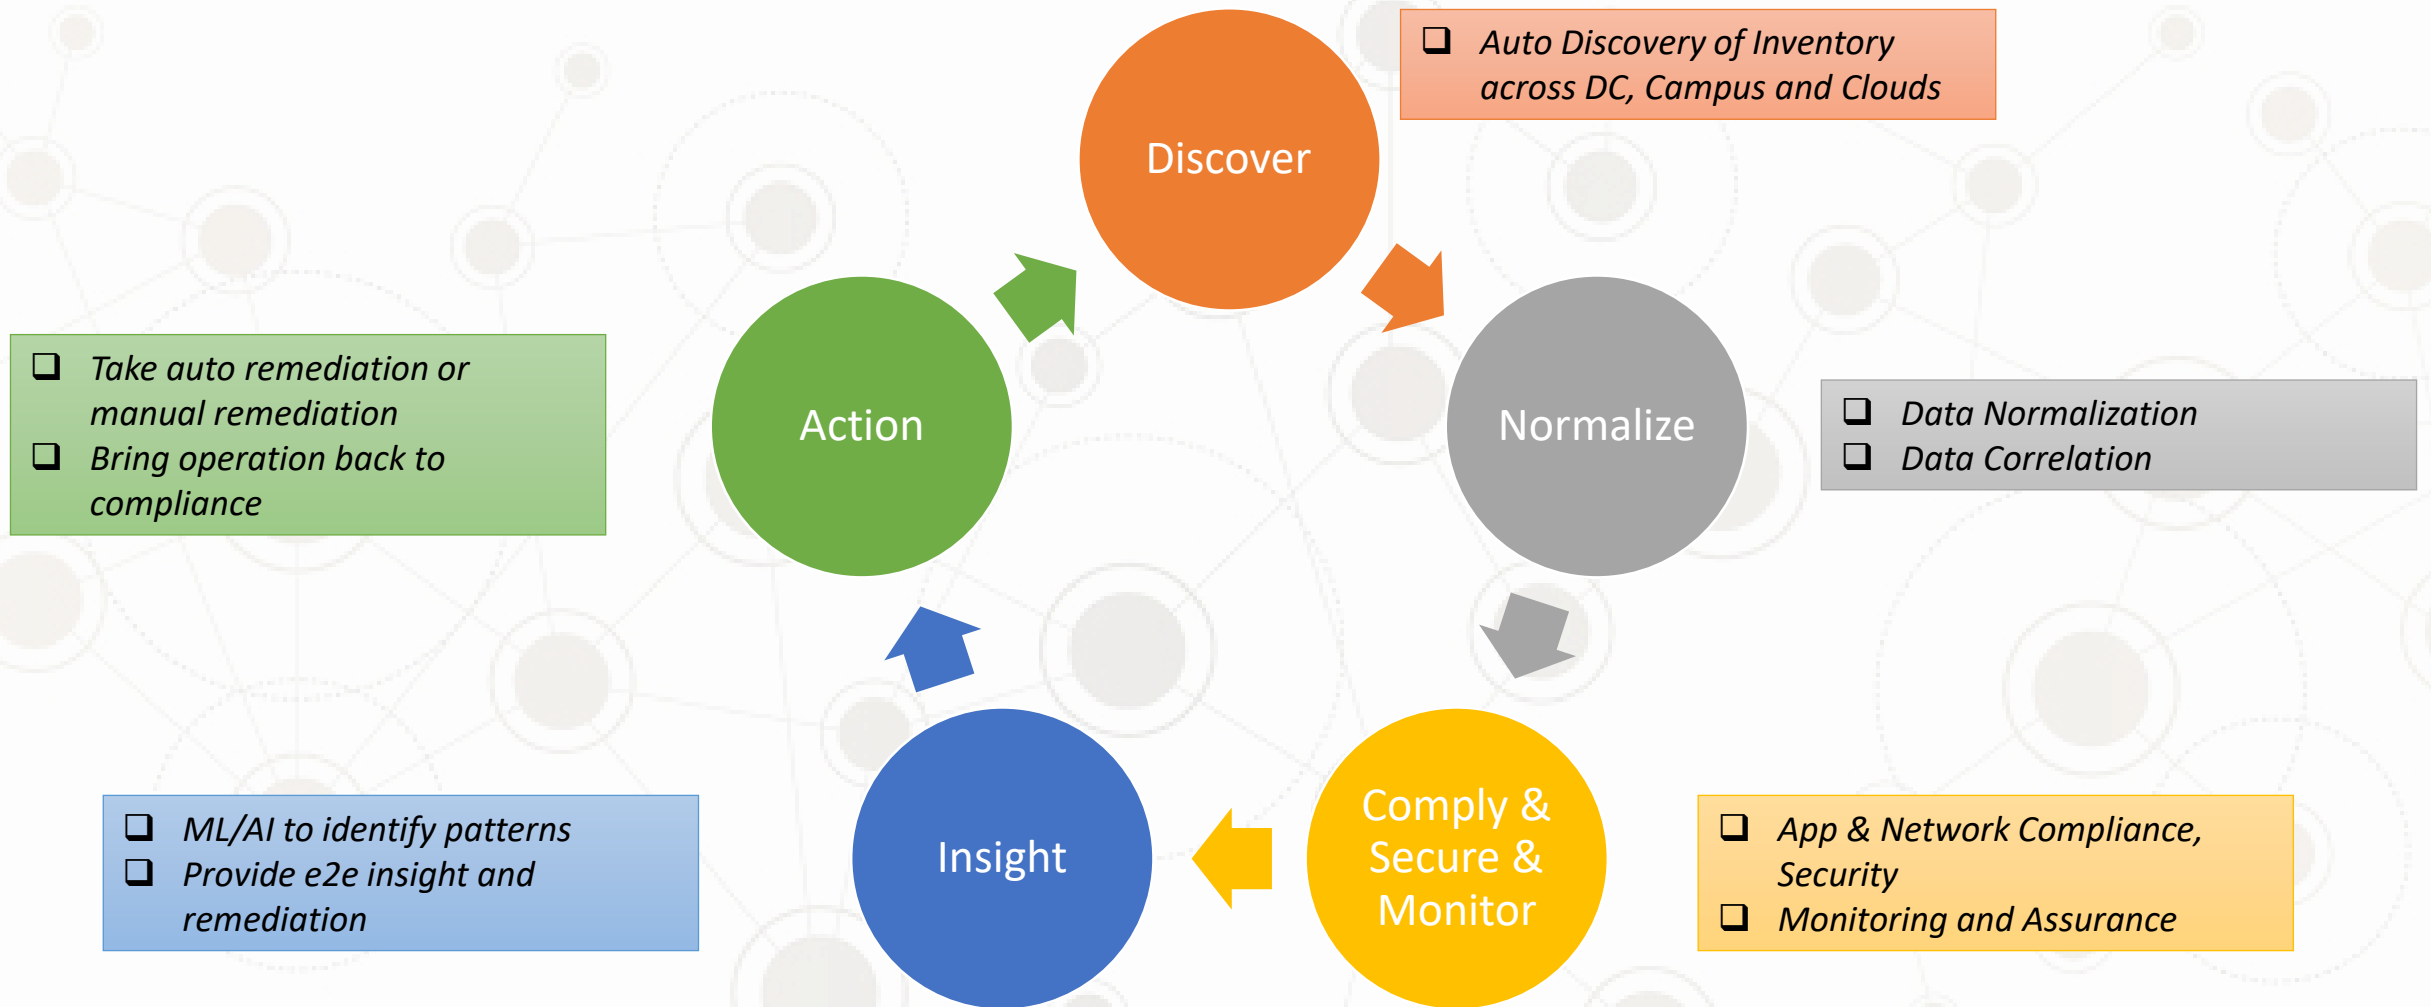 Discover
❑ Auto Discovery of Inventory
across DC, Campus and Clouds
Normalize
❑ Data Normalization
❑ Data Correlation
Comply &
Secure &
Monitor
❑ App & Network Compliance,
Security
❑ Monitoring and Assurance
Insight
❑ ML/AI to identify patterns
❑ Provide e2e insight and
remediation
Action
❑ Take auto remediation or
manual remediation
❑ Bring operation back to
compliance